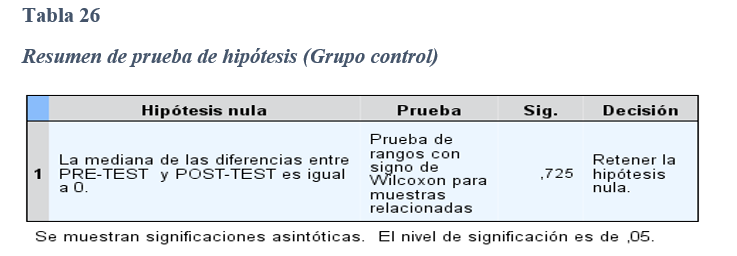 Tabla 26
Resumen de prueba de hipótesis (Grupo control)
Hipótesis nula Prueba Sig. Decisión
1 La mediana de las diferencias entre
PRE-TEST y POST-TEST es igual
a 0.
Prueba de
rangos con
signo de
Wilcoxon para
muestras
relacionadas
,725
Retener la
hipótesis
nula.
Se muestran significaciones asintóticas. El nivel de significación es de ,05.